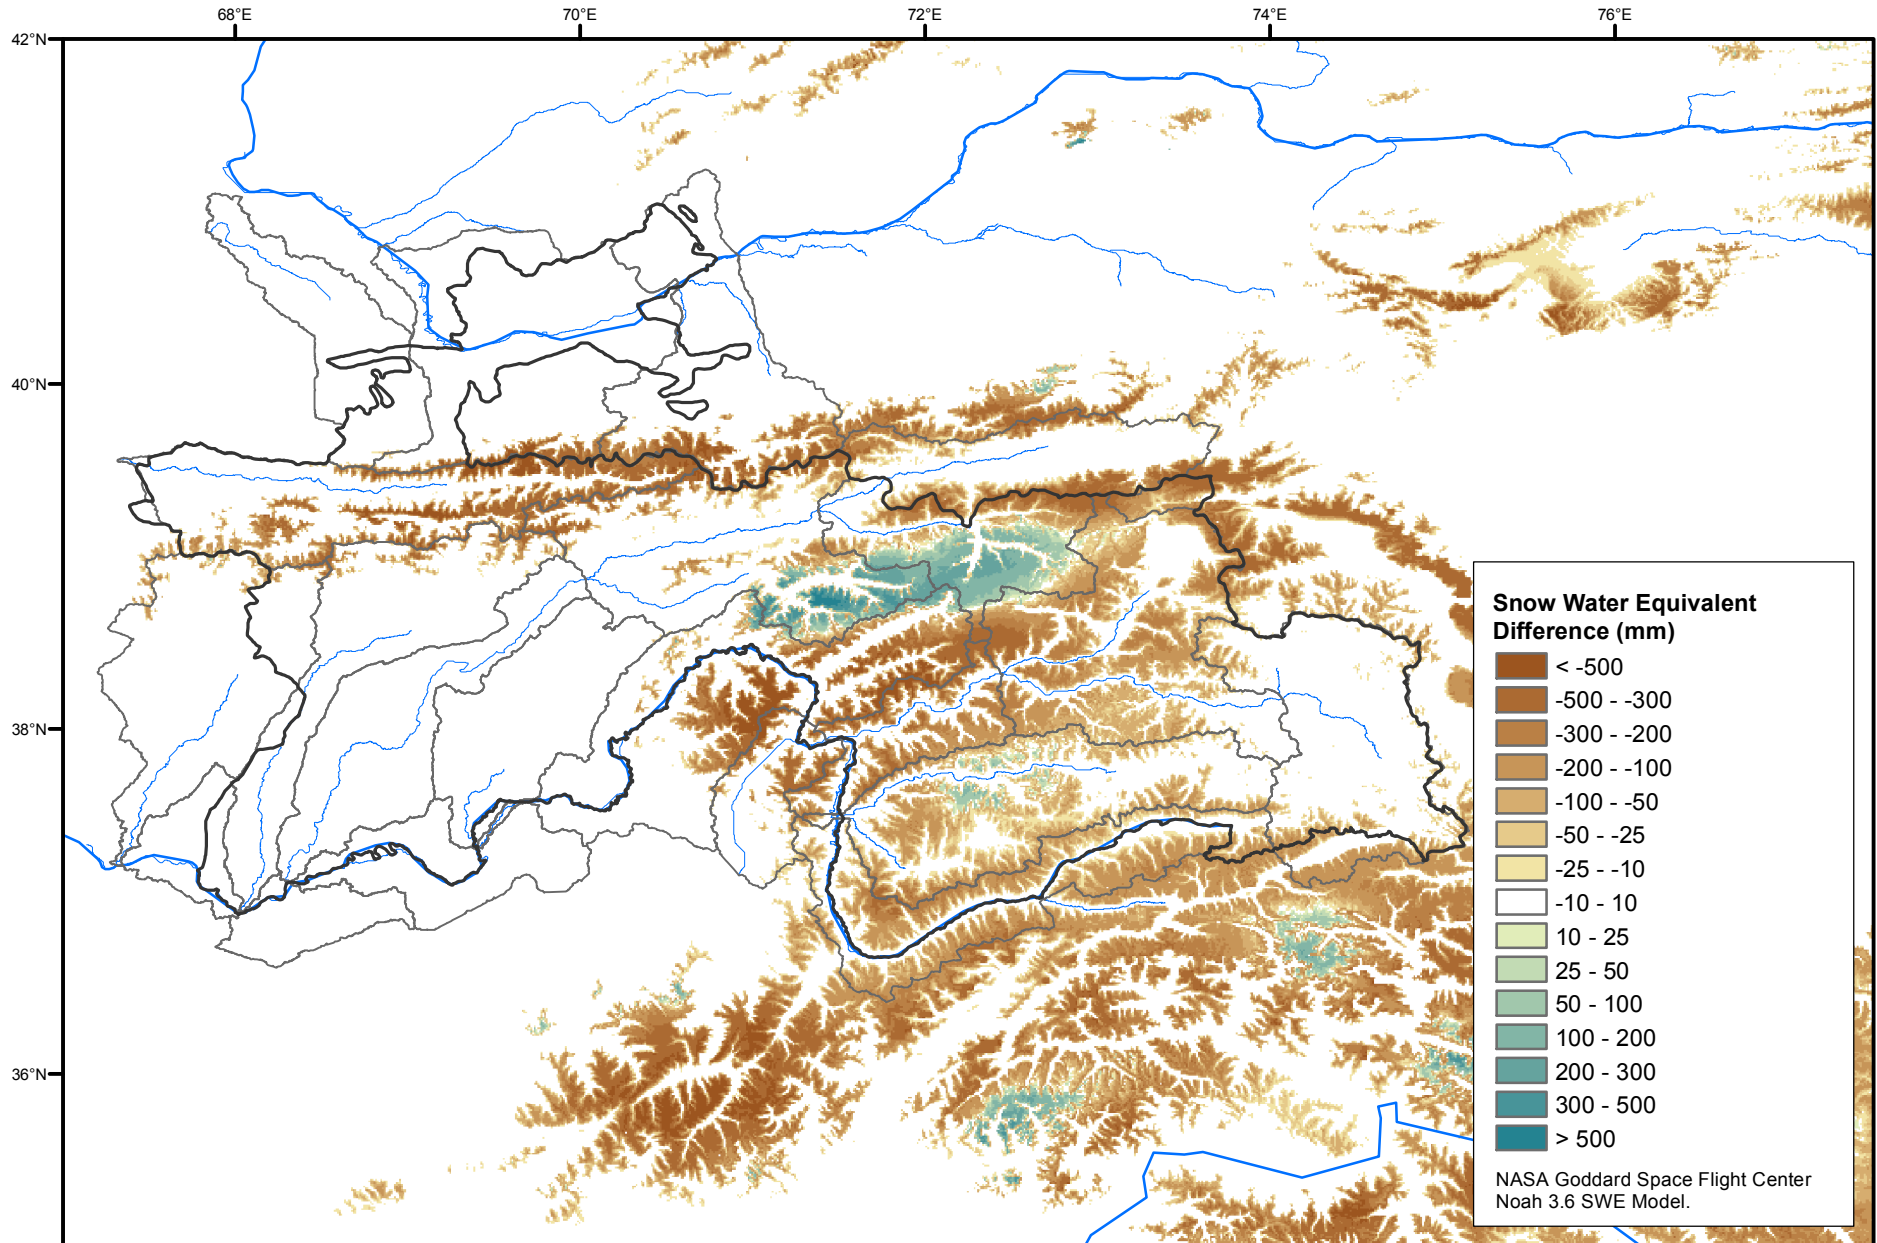 68°E
70°E
72°E
74°E
76°E
42°N
40°N
38°N
36°N
Snow Water Equivalent
Difference (mm)
< -500
-500 - -300
-300 - -200
-200 - -100
-100 - -50
-50 - -25
-25 - -10
-10 - 10
10 - 25
25 - 50
50 - 100
100 - 200
200 - 300
300 - 500
> 500
NASA Goddard Space Flight Center
Noah 3.6 SWE Model.